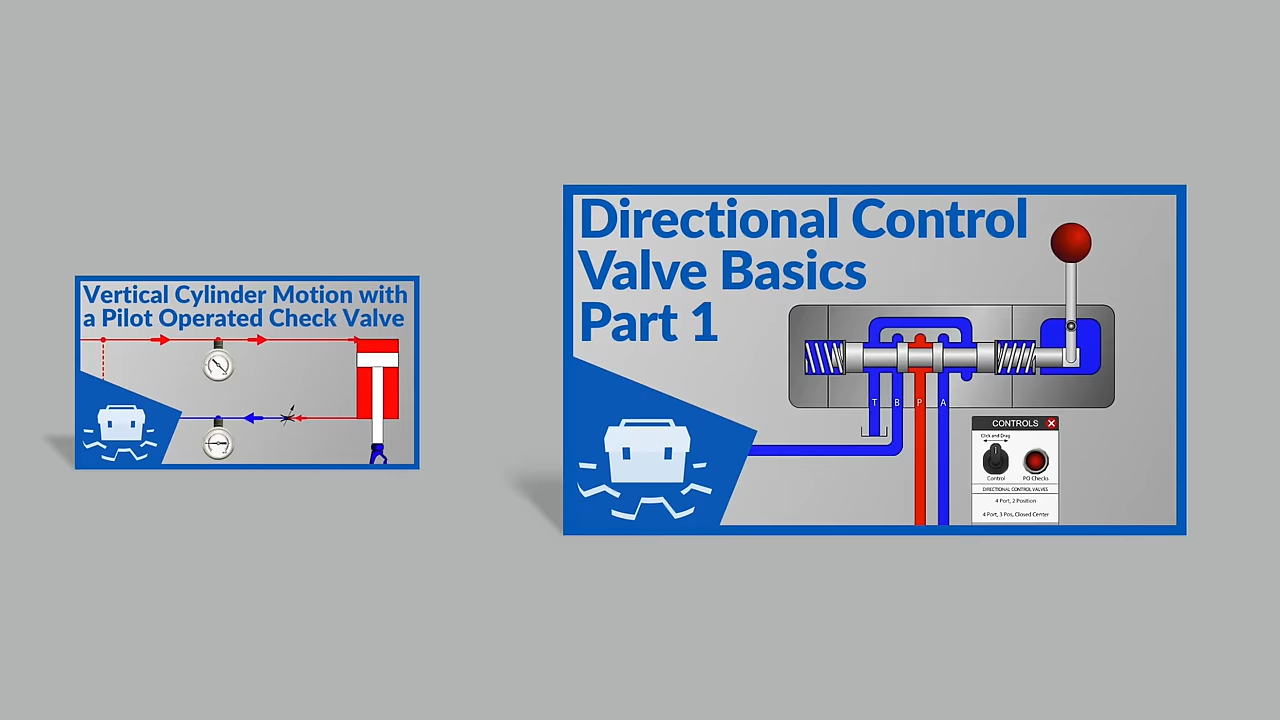 Vertical Cylinder Motion with
a Pilot Operated Check Valve
Directional Control
Valve Basics
Part 1
T B P A
CONTROLS
Click and Drag
Control PO Checks
DIRECTIONAL CONTROL VALVES
4 Port, 2 Position
4 Port, 3 Pos, Closed Center